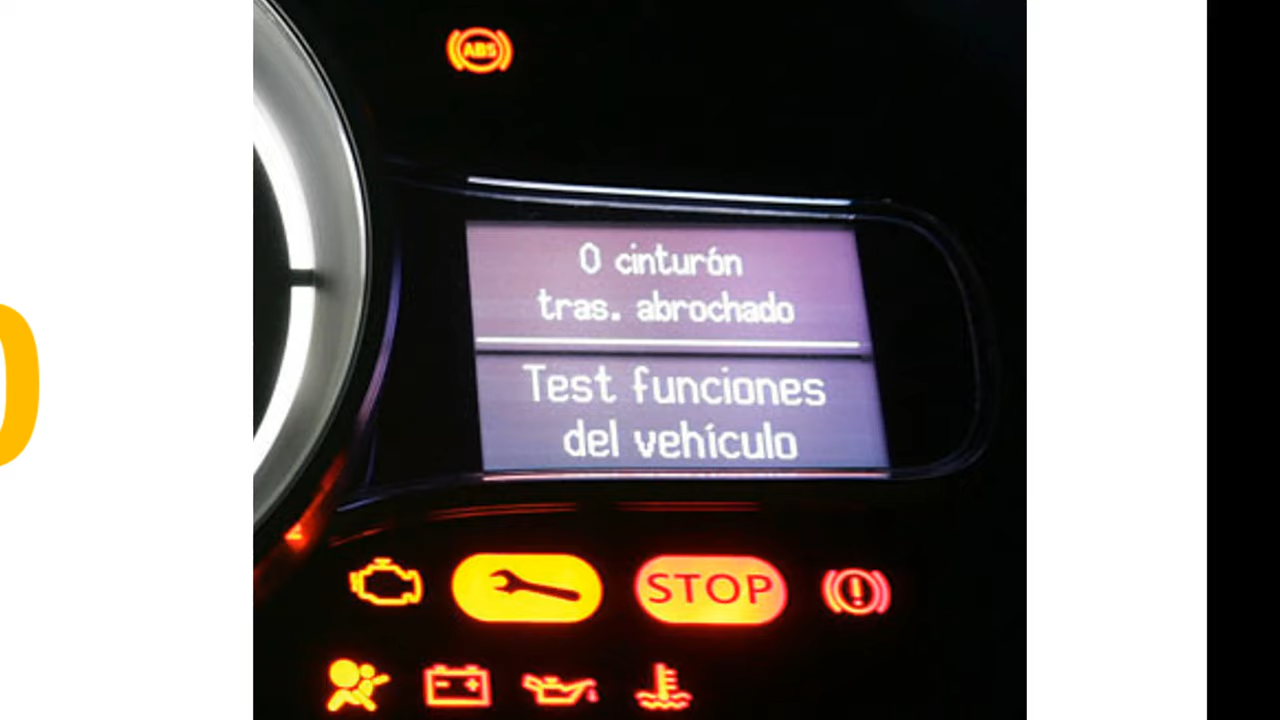 ABS
0 cinturón
tras. abrochado
Test funciones
del vehículo
STOP